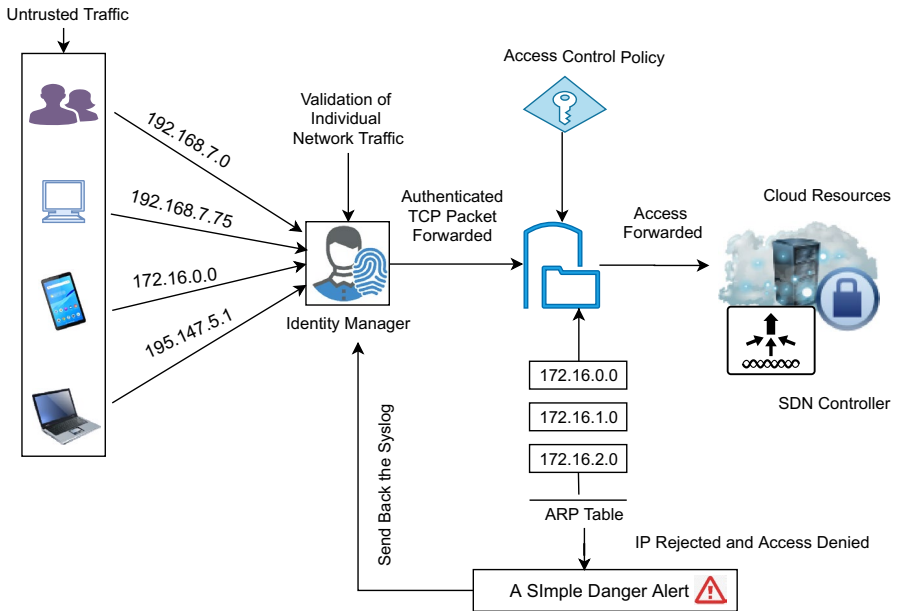 Untrusted Traffic
192.168.7.0
192.168.7.75
172.16.0.0
195.147.5.1
Validation of
Individual
Network Traffic
Identity Manager
Authenticated
TCP Packet
Forwarded
Access Control Policy
Access
Forwarded
Cloud Resources
SDN Controller
172.16.0.0
172.16.1.0
172.16.2.0
ARP Table
IP Rejected and Access Denied
A SImple Danger Alert
Send Back the Syslog